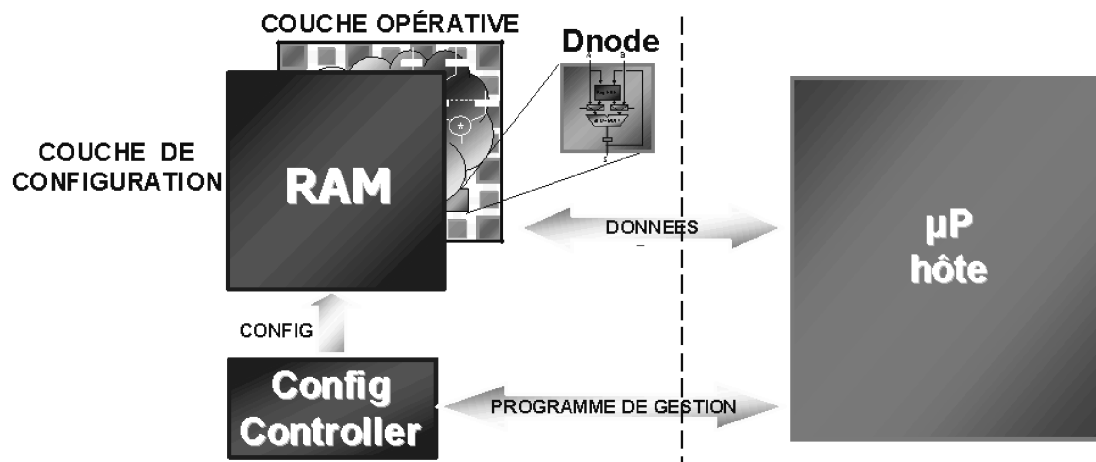 COUCHE OPÉRATIVE
Dnode
A B
COUCHE DE
CONFIGURATION
RAM
*
S
DONNEES
µP
hôte
CONFIG
Config
Controller
PROGRAMME DE GESTION